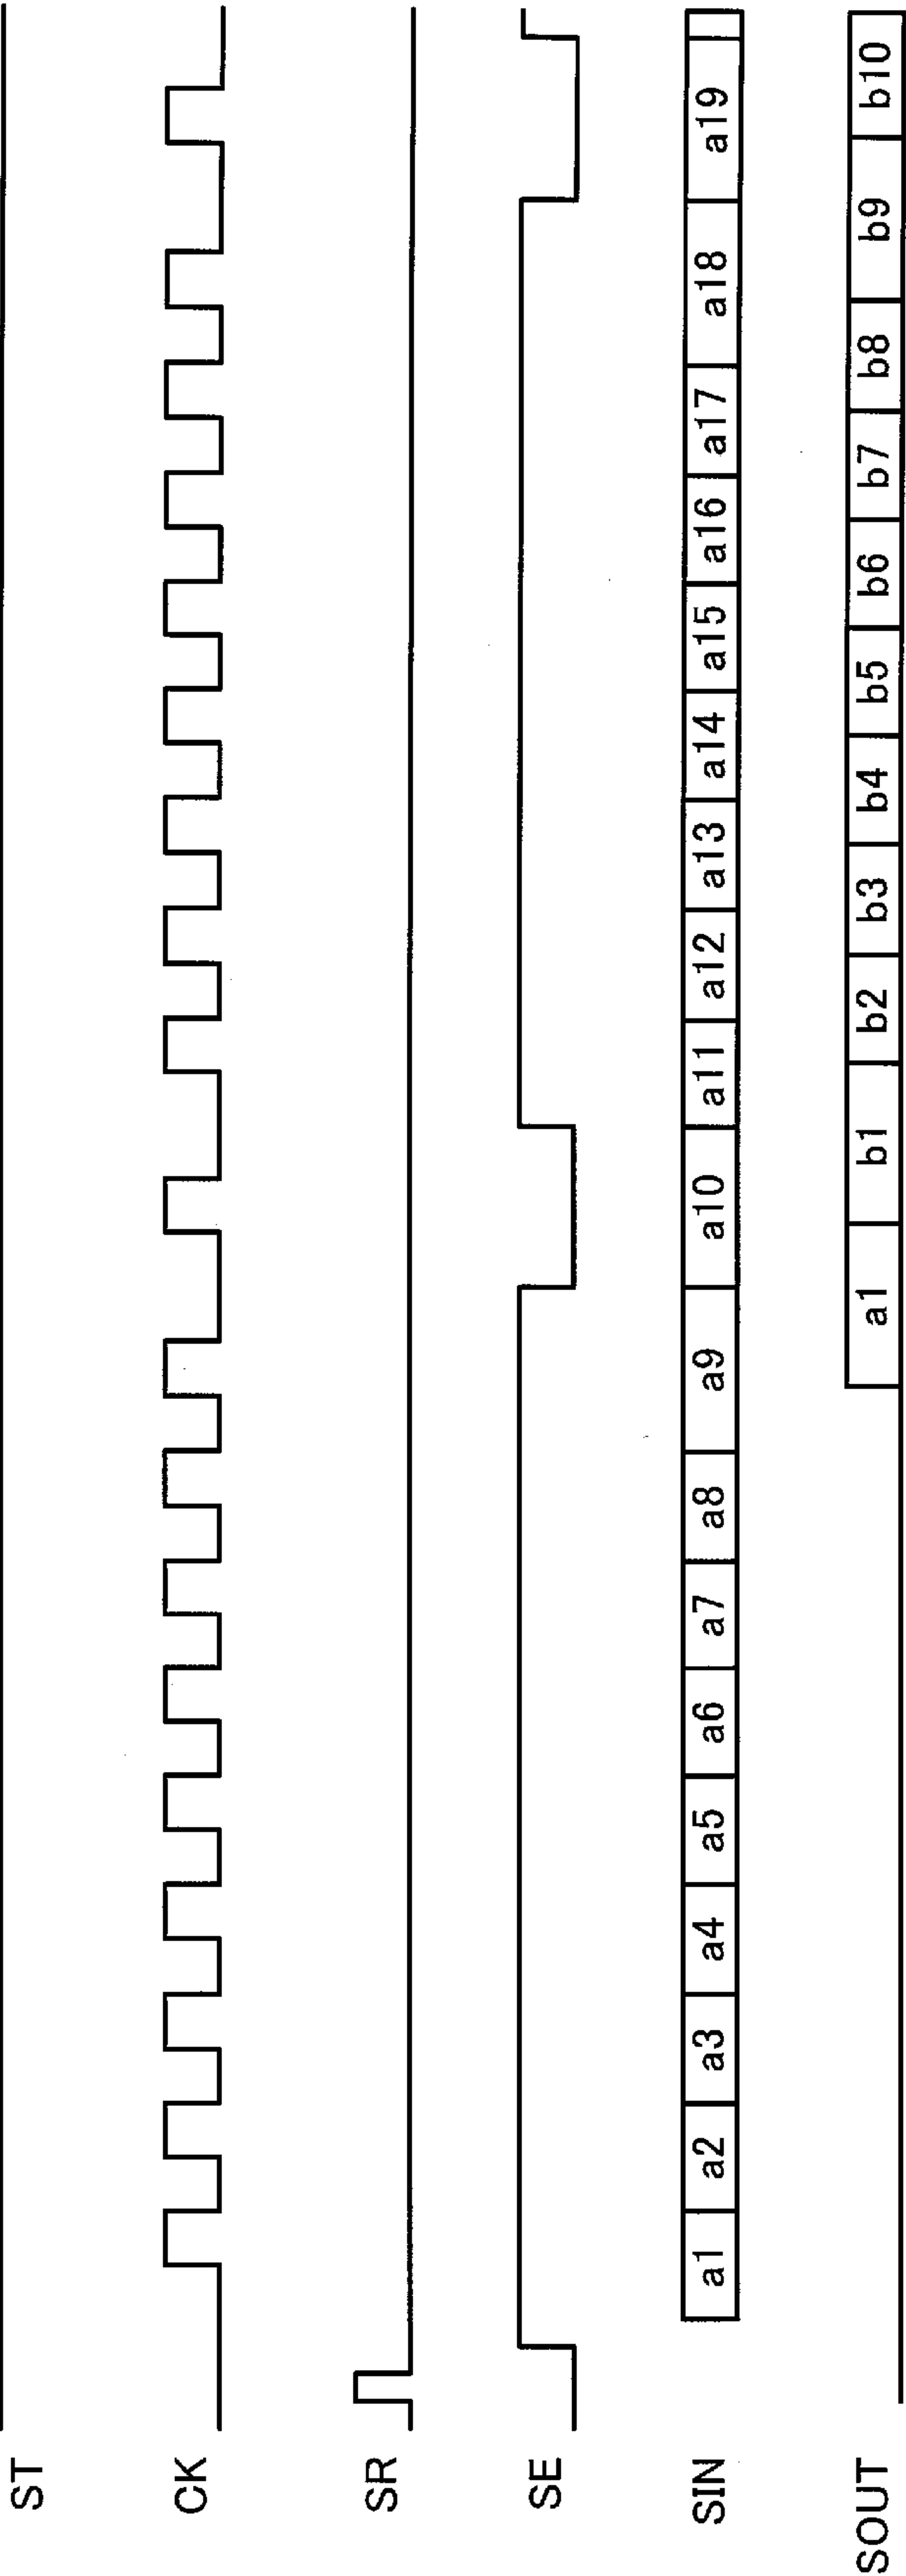 ST
CK
SR
SE
SIN a1 a2 a3 a4 a5 a6 a7 a8 a9 a10 a11 a12 a13 a14 a15 a16 a17 a18 a19
SOUT a1 b1 b2 b3 b4 b5 b6 b7 b8 b9 b10